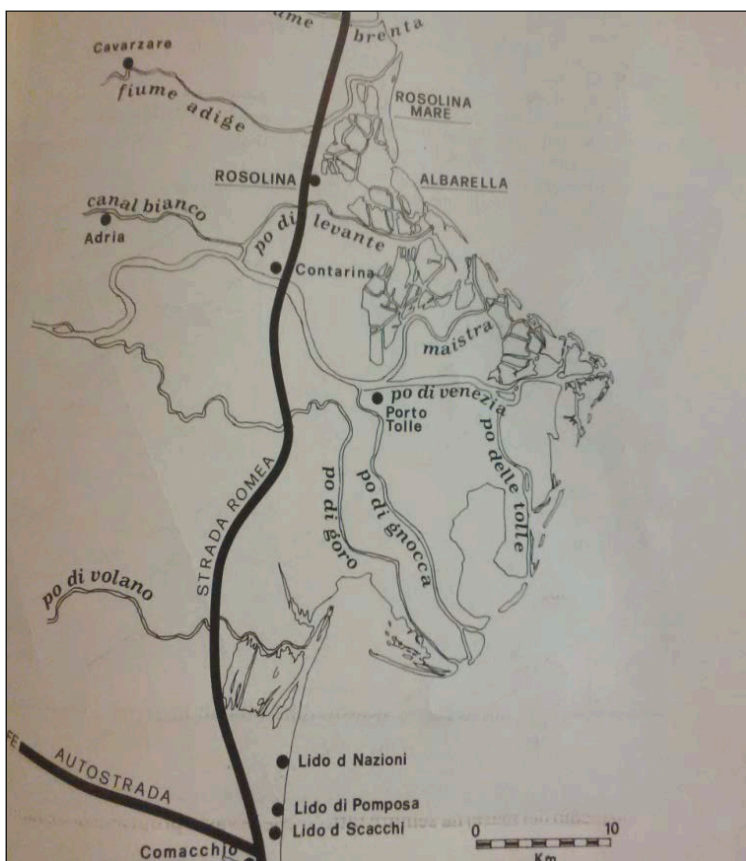 ume brenta
Cavarzare
fiume adige
ROSOLINA
MARE
ROSOLINA
ALBARELLA
canal bianco
Adria
po di levante
Contarina
maistra
po di venezia
Porto
Tolle
po delle tolle
po di gnocca
po di goro
STRADA ROMEA
po di volano
FE
AUTOSTRADA
Lido d Nazioni
Lido di Pomposa
Lido d Scacchi
Comacchio
0 10
Km